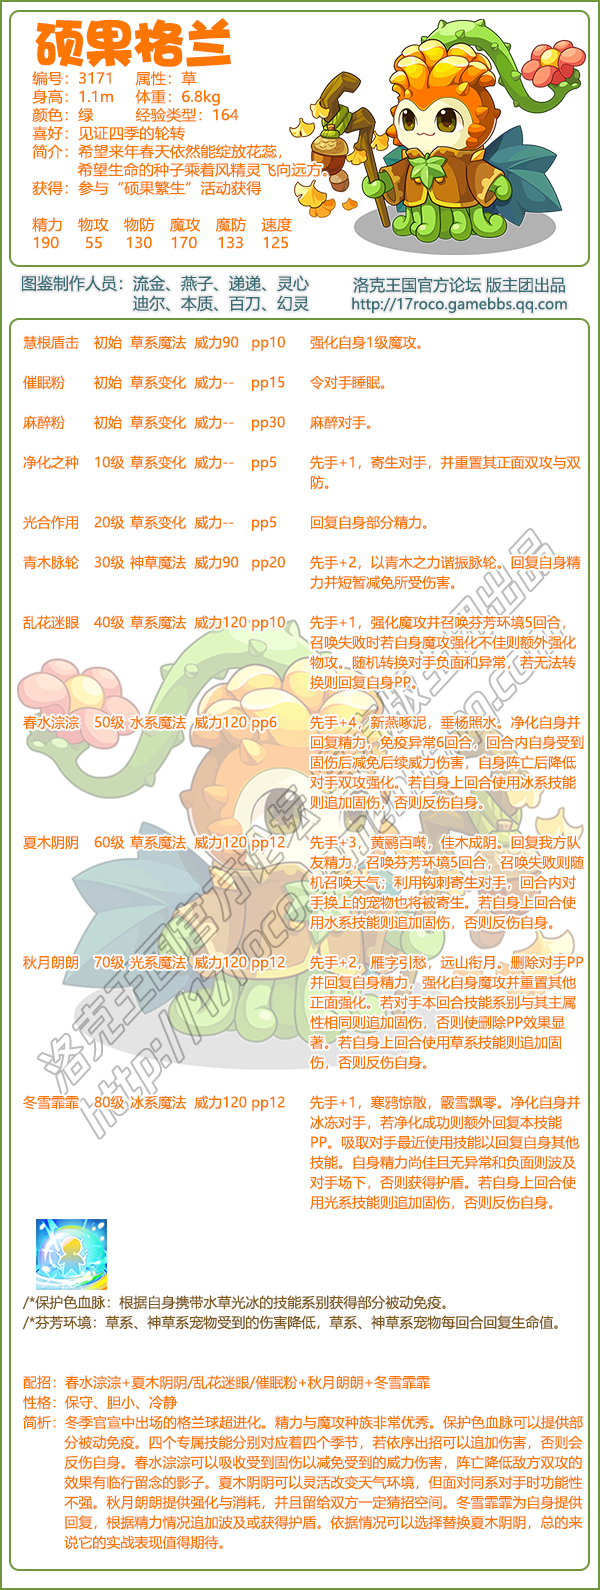 硕果格兰
编号：3171 属性：草
身高：1.1m 体重：6.8kg
颜色：绿 经验类型：164
喜好：见证四季的轮转
简介：希望来年春天依然能绽放花蕊，
希望生命的种子乘着风精灵飞向远方。
获得：参与“硕果繁生”活动获得
精力 物攻 物防 魔攻 魔防 速度
190 55 130 170 133 125
图鉴制作人员：流金、燕子、递递、灵心 洛克王国官方论坛 版主团出品
迪尔、本质、百刀、幻灵 http://17roco.gamebbs.qq.com
慧根盾击 初始 草系魔法 威力90 pp10 强化自身1级魔攻。
催眠粉 初始 草系变化 威力-- pp15 令对手睡眠。
麻醉粉 初始 草系变化 威力-- pp30 麻醉对手。
净化之种 10级 草系变化 威力-- pp5 先手+1，寄生对手，并重置其正面双攻与双
防。
光合作用 20级 草系变化 威力-- pp5 回复自身部分精力。
青木脉轮 30级 神草魔法 威力90 pp20 先手+2，以青木之力谐振脉轮。回复自身精
力并短暂减免所受伤害。
乱花迷眼 40级 草系魔法 威力120 pp10 先手+1，强化魔攻并召唤芬芳环境5回合，
召唤失败时若自身魔攻强化不佳则额外强化
物攻。随机转换对手负面和异常，若无法转
换则回复自身PP。
春水淙淙 50级 水系魔法 威力120 pp6 先手+4，新燕啄泥，垂杨照水。净化自身并
回复精力，免疫异常6回合，回合内自身受到
固伤后减免后续威力伤害，自身阵亡后降低
对手双攻强化。若自身上回合使用冰系技能
则追加固伤，否则反伤自身。
夏木阴阴 60级 草系魔法 威力120 pp12 先手+3，黄鹂百啭，佳木成阴。回复我方队
友精力，召唤芬芳环境5回合，召唤失败则随
机召唤天气；利用钩刺寄生对手，回合内对
手换上的宠物也将被寄生。若自身上回合使
用水系技能则追加固伤，否则反伤自身。
秋月朗朗 70级 光系魔法 威力120 pp12 先手+2，雁字引愁，远山衔月。删除对手PP
并回复自身精力，强化自身魔攻并重置其他
正面强化。若对手本回合技能系别与其主属
性相同则追加固伤，否则使删除PP效果显
著。若自身上回合使用草系技能则追加固
伤，否则反伤自身。
冬雪霏霏 80级 冰系魔法 威力120 pp12 先手+1，寒鸦惊散，霰雪飘零。净化自身并
冰冻对手，若净化成功则额外回复本技能
PP。吸取对手最近使用技能以回复自身其他
技能。自身精力尚佳且无异常和负面则波及
对手场下，否则获得护盾。若自身上回合使
用光系技能则追加固伤，否则反伤自身。
/*保护色血脉：根据自身携带水草光冰的技能系别获得部分被动免疫。
/*芬芳环境：草系、神草系宠物受到的伤害降低，草系、神草系宠物每回合回复生命值。
配招：春水淙淙+夏木阴阴/乱花迷眼/催眠粉+秋月朗朗+冬雪霏霏
性格：保守、胆小、冷静
简析：冬季官宣中出场的格兰球超进化。精力与魔攻种族非常优秀。保护色血脉可以提供部
分被动免疫。四个专属技能分别对应着四个季节，若依序出招可以追加伤害，否则会
反伤自身。春水淙淙可以吸收受到固伤以减免受到的威力伤害，阵亡降低敌方双攻的
效果有临行留念的影子。夏木阴阴可以灵活改变天气环境，但面对同系对手时功能性
不强。秋月朗朗提供强化与消耗，并且留给双方一定猜招空间。冬雪霏霏为自身提供
回复，根据精力情况追加波及或获得护盾。依据情况可以选择替换夏木阴阴，总的来
说它的实战表现值得期待。
洛克王国官方论坛 版主团出品
http://17roco.gamebbs.qq.com